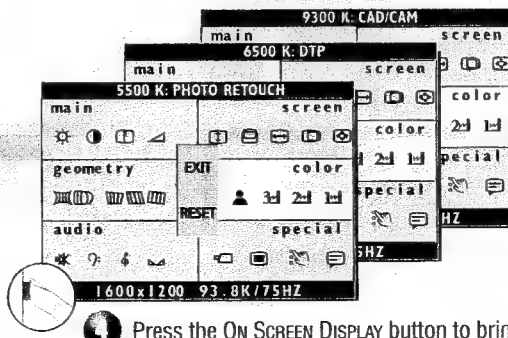 9300 K: CAD/CAM
main
screen
6500 K: DTP
main
screen
color
5500 K: PHOTO RETOUCH
main
screen
color
geometry
EXIT
color
special
RESET
special
audio
special
HZ
1600x1200 93.8K/75HZ
Press the ON SCREEN DISPLAY button to brin